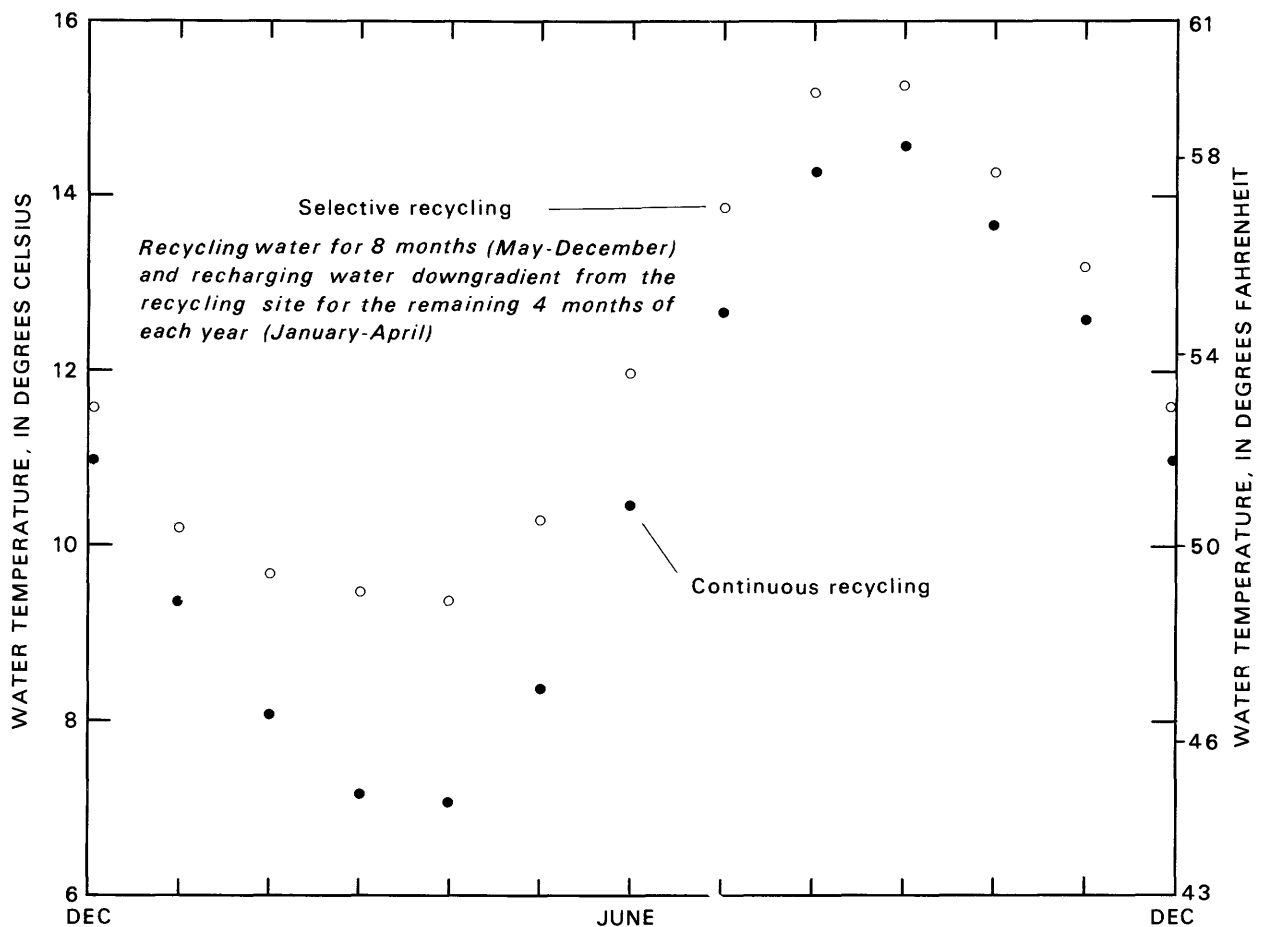 16
61
58
14
Selective recycling
Recycling water for 8 months (May-December)
and recharging water downgradient from the
recycling site for the remaining 4 months of
each year (January-April)
12
54
10
50
Continuous recycling
8
46
6
43
DEC
JUNE
DEC
WATER TEMPERATURE, IN DEGREES CELSIUS
WATER TEMPERATURE, IN DEGREES FAHRENHEIT